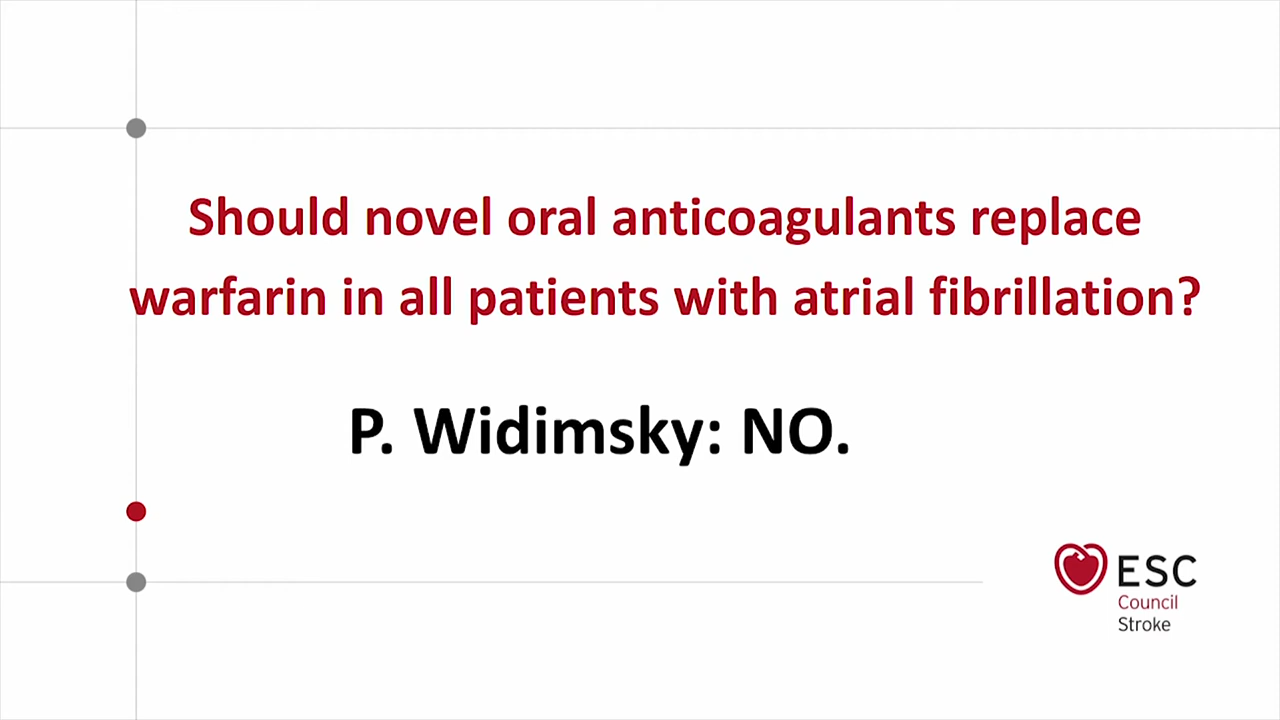 Should novel oral anticoagulants replace
warfarin in all patients with atrial fibrillation?
P. Widimsky: NO.
ESC
Council
Stroke